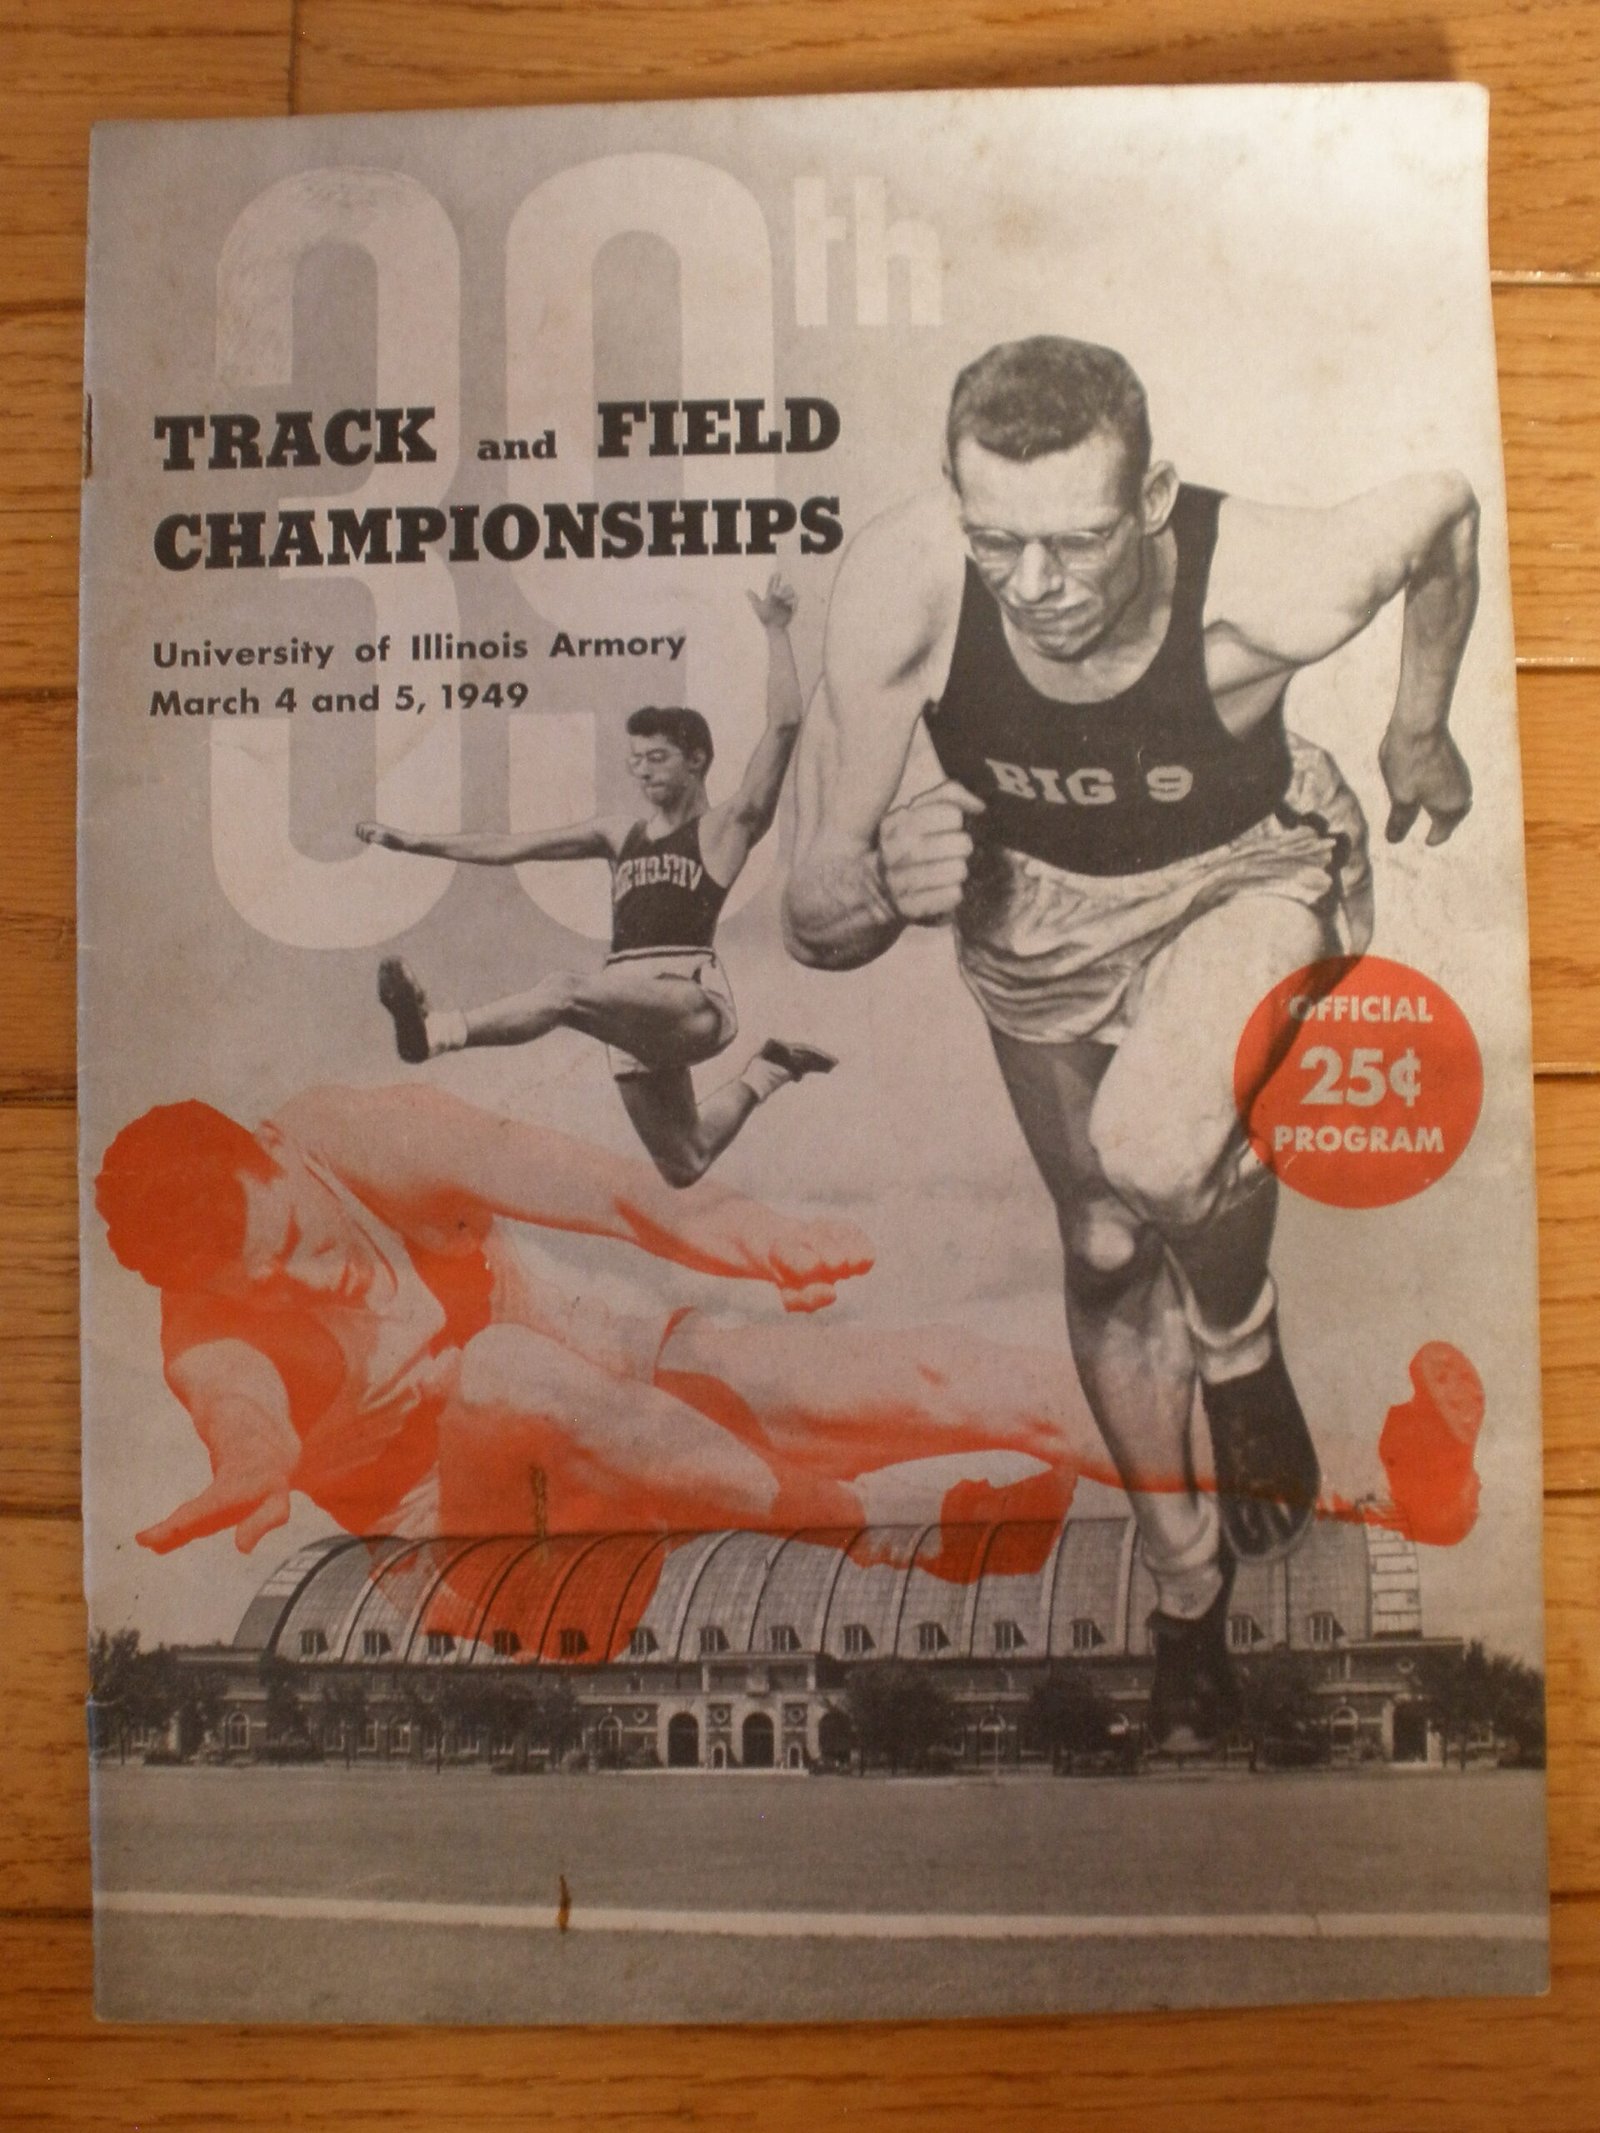 39th
TRACK and FIELD
CHAMPIONSHIPS
University of Illinois Armory
March 4 and 5, 1949
BIG 9
OFFICIAL
25¢
PROGRAM